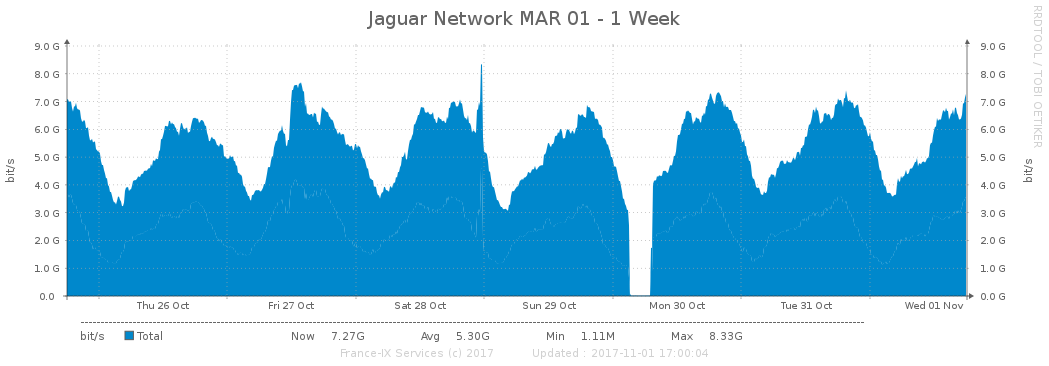 Jaguar Network MAR 01 - 1 Week
RRDTOOL / TOBI OETIKER
bit/s
9.0 G 9.0 G
8.0 G 8.0 G
7.0 G 7.0 G
6.0 G 6.0 G
5.0 G 5.0 G
4.0 G 4.0 G
3.0 G 3.0 G
2.0 G 2.0 G
1.0 G 1.0 G
0.0 0.0 G
bit/s
Thu 26 Oct Fri 27 Oct Sat 28 Oct Sun 29 Oct Mon 30 Oct Tue 31 Oct Wed 01 Nov
bit/s Total Now 7.27G Avg 5.30G Min 1.11M Max 8.33G
France-IX Services (c) 2017 Updated : 2017-11-01 17:00:04